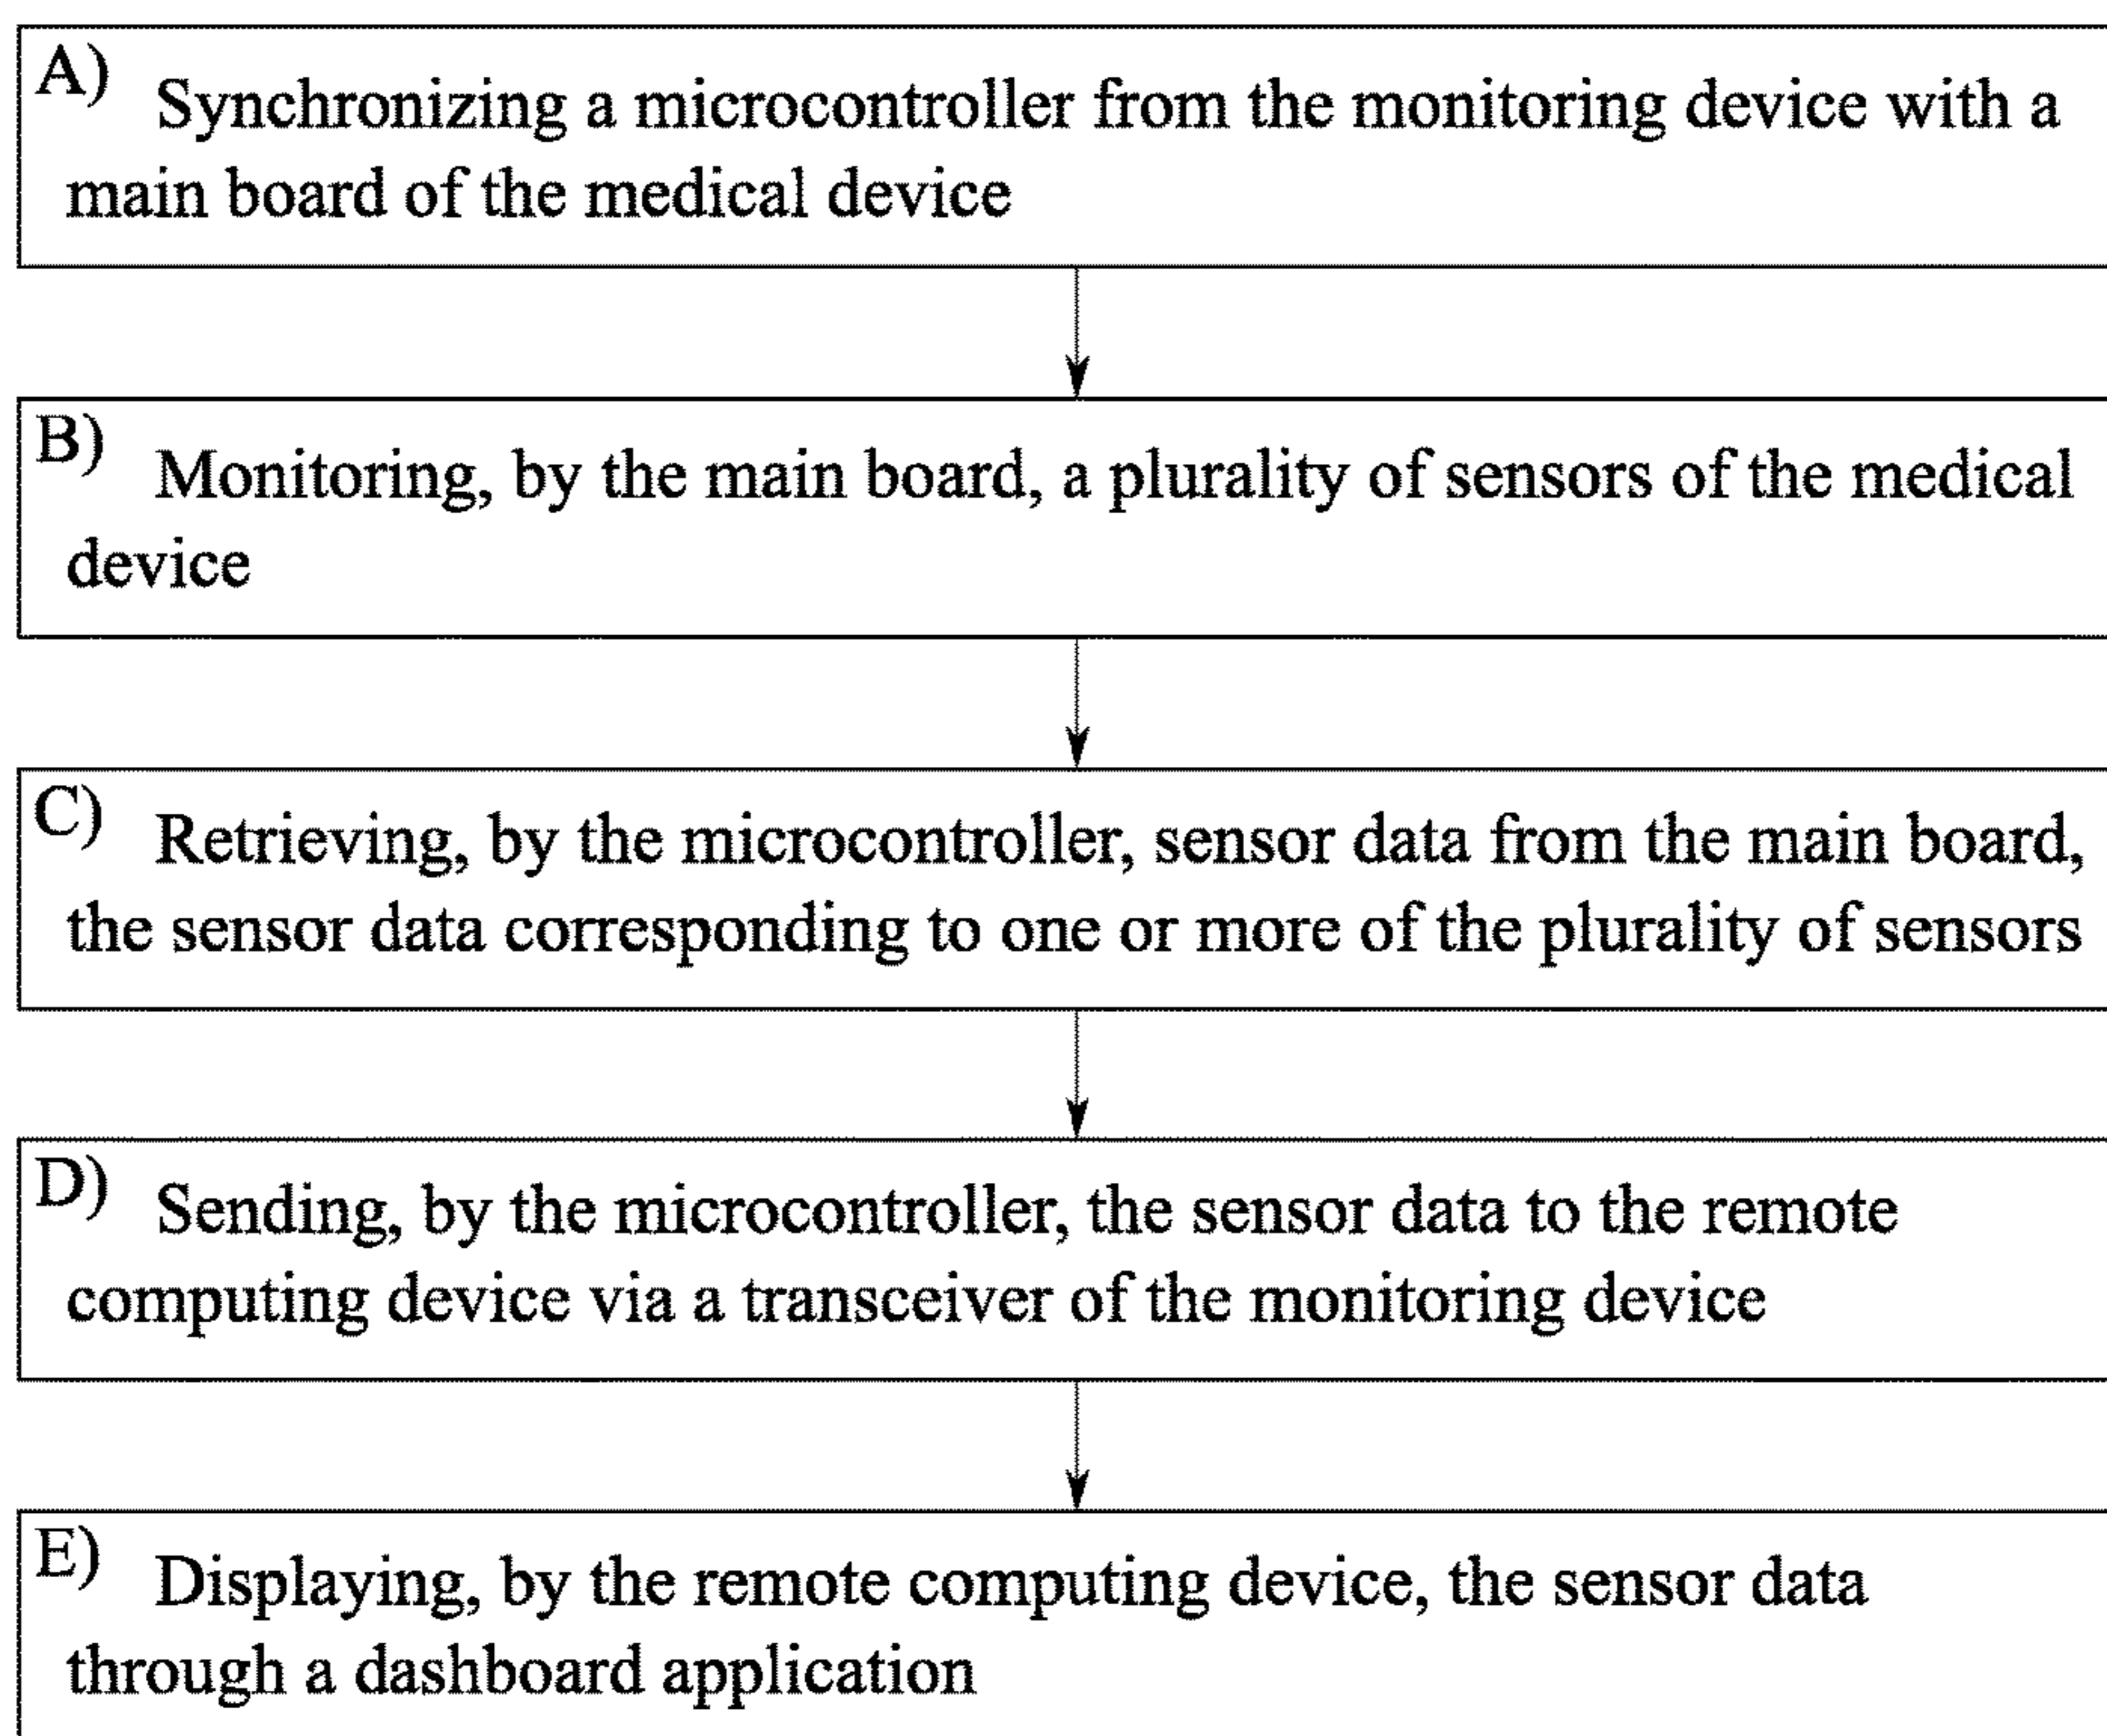 A) Synchronizing a microcontroller from the monitoring device with a
main board of the medical device
B) Monitoring, by the main board, a plurality of sensors of the medical
device
C) Retrieving, by the microcontroller, sensor data from the main board,
the sensor data corresponding to one or more of the plurality of sensors
D) Sending, by the microcontroller, the sensor data to the remote
computing device via a transceiver of the monitoring device
E) Displaying, by the remote computing device, the sensor data
through a dashboard application